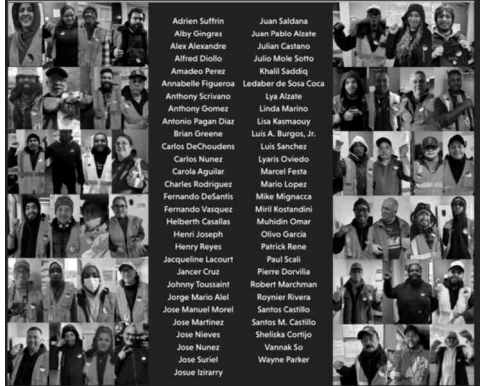 Adrien Suffrin
Alby Gingras
Alex Alexandre
Alfred Diollo
Amadeo Perez
Annabelle Figueroa
Anthony Scrivano
Anthony Gomez
Antonio Pagan Diaz
Brian Greene
Carlos DeChoudens
Carlos Nunez
Carola Aguilar
Charles Rodriguez
Fernando DeSantis
Fernando Vasquez
Helberth Casallas
Henri Joseph
Henry Reyes
Jacqueline Lacourt
Jancer Cruz
Johnny Toussaint
Jorge Mario Alel
Jose Manuel Morel
Jose Martinez
Jose Nieves
Jose Nunez
Jose Suriel
Josue Izirarry
Juan Saldana
Juan Pablo Alzate
Julian Castano
Julio Mole Sotto
Khalil Saddiq
Ledaber de Sosa Coca
Lya Alzate
Linda Marino
Lisa Kasmaouy
Luis A. Burgos, Jr.
Luis Sanchez
Lyaris Oviedo
Marcel Festa
Mario Lopez
Mike Mignacca
Miril Kostandini
Muhidin Omar
Olivo Garcia
Patrick Rene
Paul Scali
Pierre Dorvilia
Robert Marchman
Roynier Rivera
Santos Castillo
Santos M. Castillo
Sheliska Cortijo
Vannak So
Wayne Parker